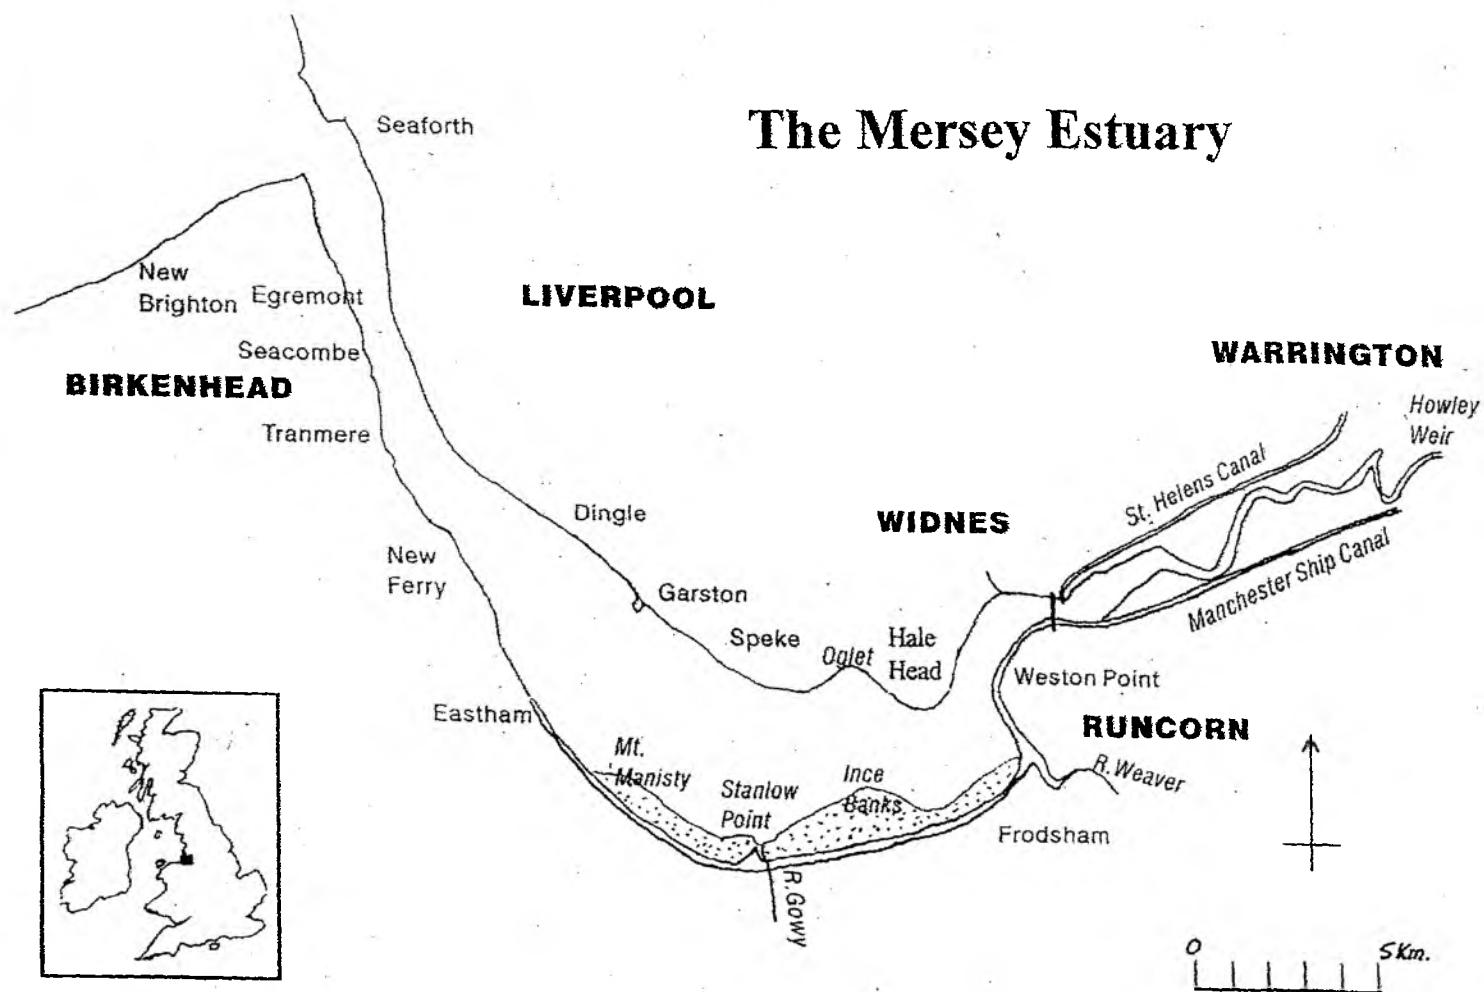 The Mersey Estuary
Seaforth
New
Brighton
Egremont
LIVERPOOL
Seacombe
BIRKENHEAD
WARRINGTON
Tranmere
Howley
Weir
St. Helens Canal
Dingle
WIDNES
New
Ferry
Manchester Ship Canal
Garston
Speke
Oglet
Hale
Head
Weston Point
Eastham
RUNCORN
Mt.
Manisty
Stanlow
Point
Ince
Banks
R.Weaver
Frodsham
R.Gowy
0
5Km.